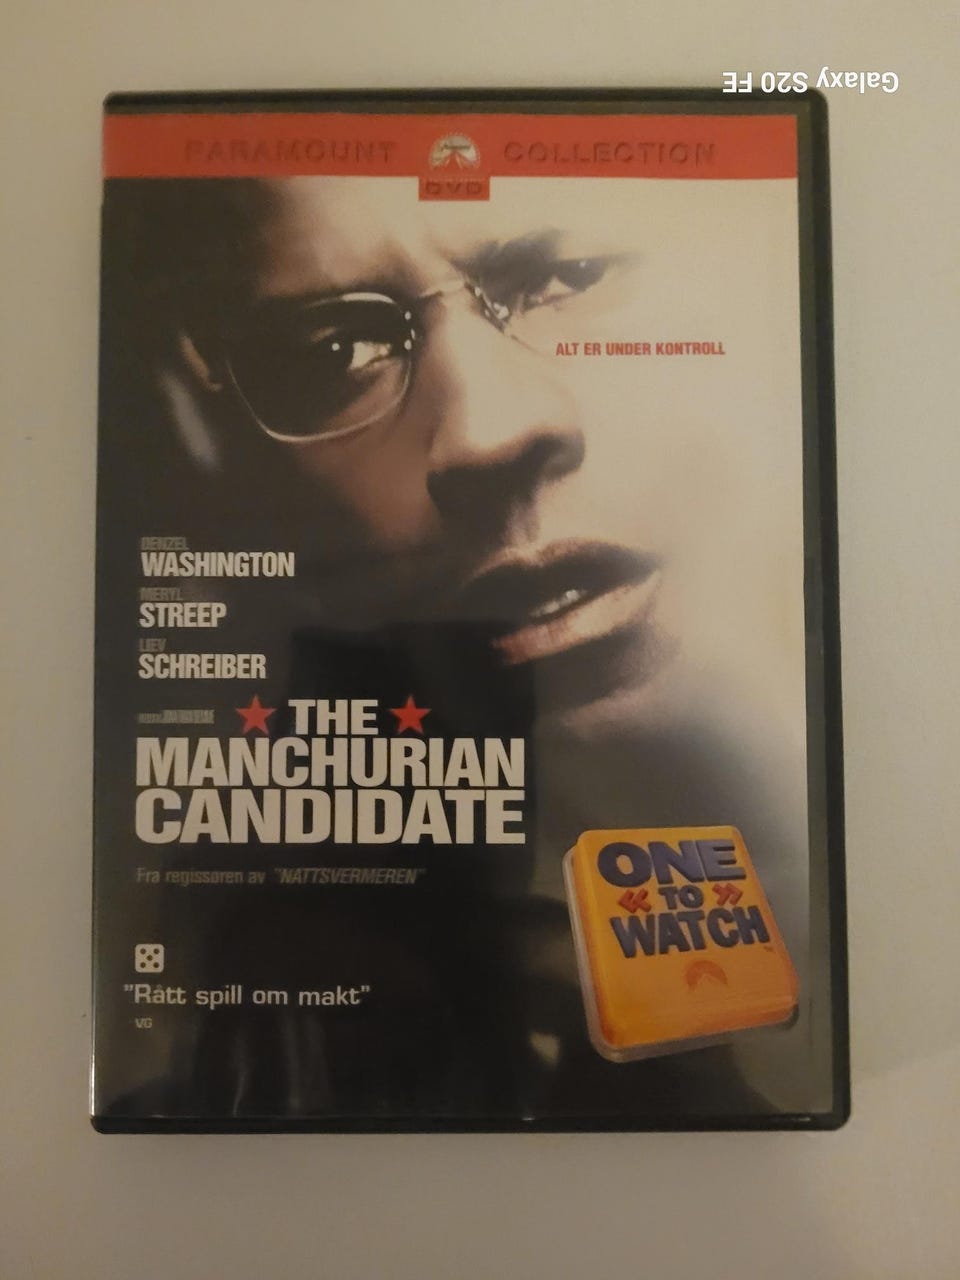 Galaxy S20 FE
PARAMOUNT COLLECTION
DVD
ALT ER UNDER KONTROLL
DENZEL
WASHINGTON
MERYL
STREEP
LIEV
SCHREIBER
THE
MANCHURIAN
CANDIDATE
Fra regissøren av "NATTSVERMEREN"
ONE
TO
WATCH
"Rått spill om makt"
VG